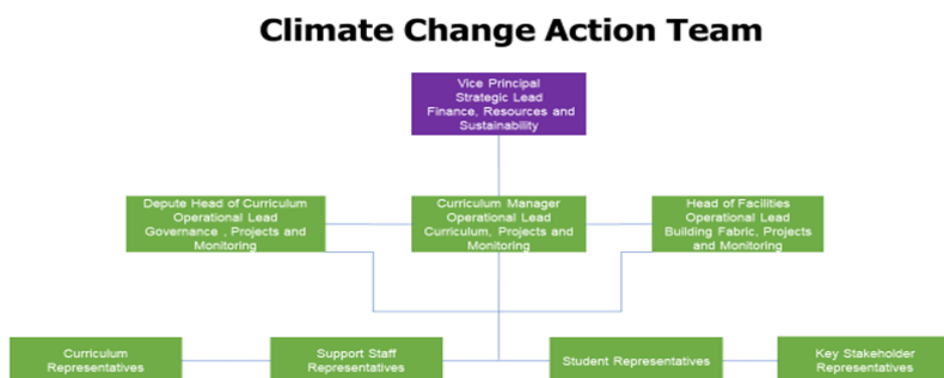 Climate Change Action Team
Vice Principal
Strategic Lead
Finance, Resources and
Sustainability
Depute Head of Curriculum
Operational Lead
Governance , Projects and
Monitoring
Curriculum Manager
Operational Lead
Curriculum, Projects and
Monitoring
Head of Facilities
Operational Lead
Building Fabric, Projects
and Monitoring
Curriculum
Representatives
Support Staff
Representatives
Student Representatives
Key Stakeholder
Representatives